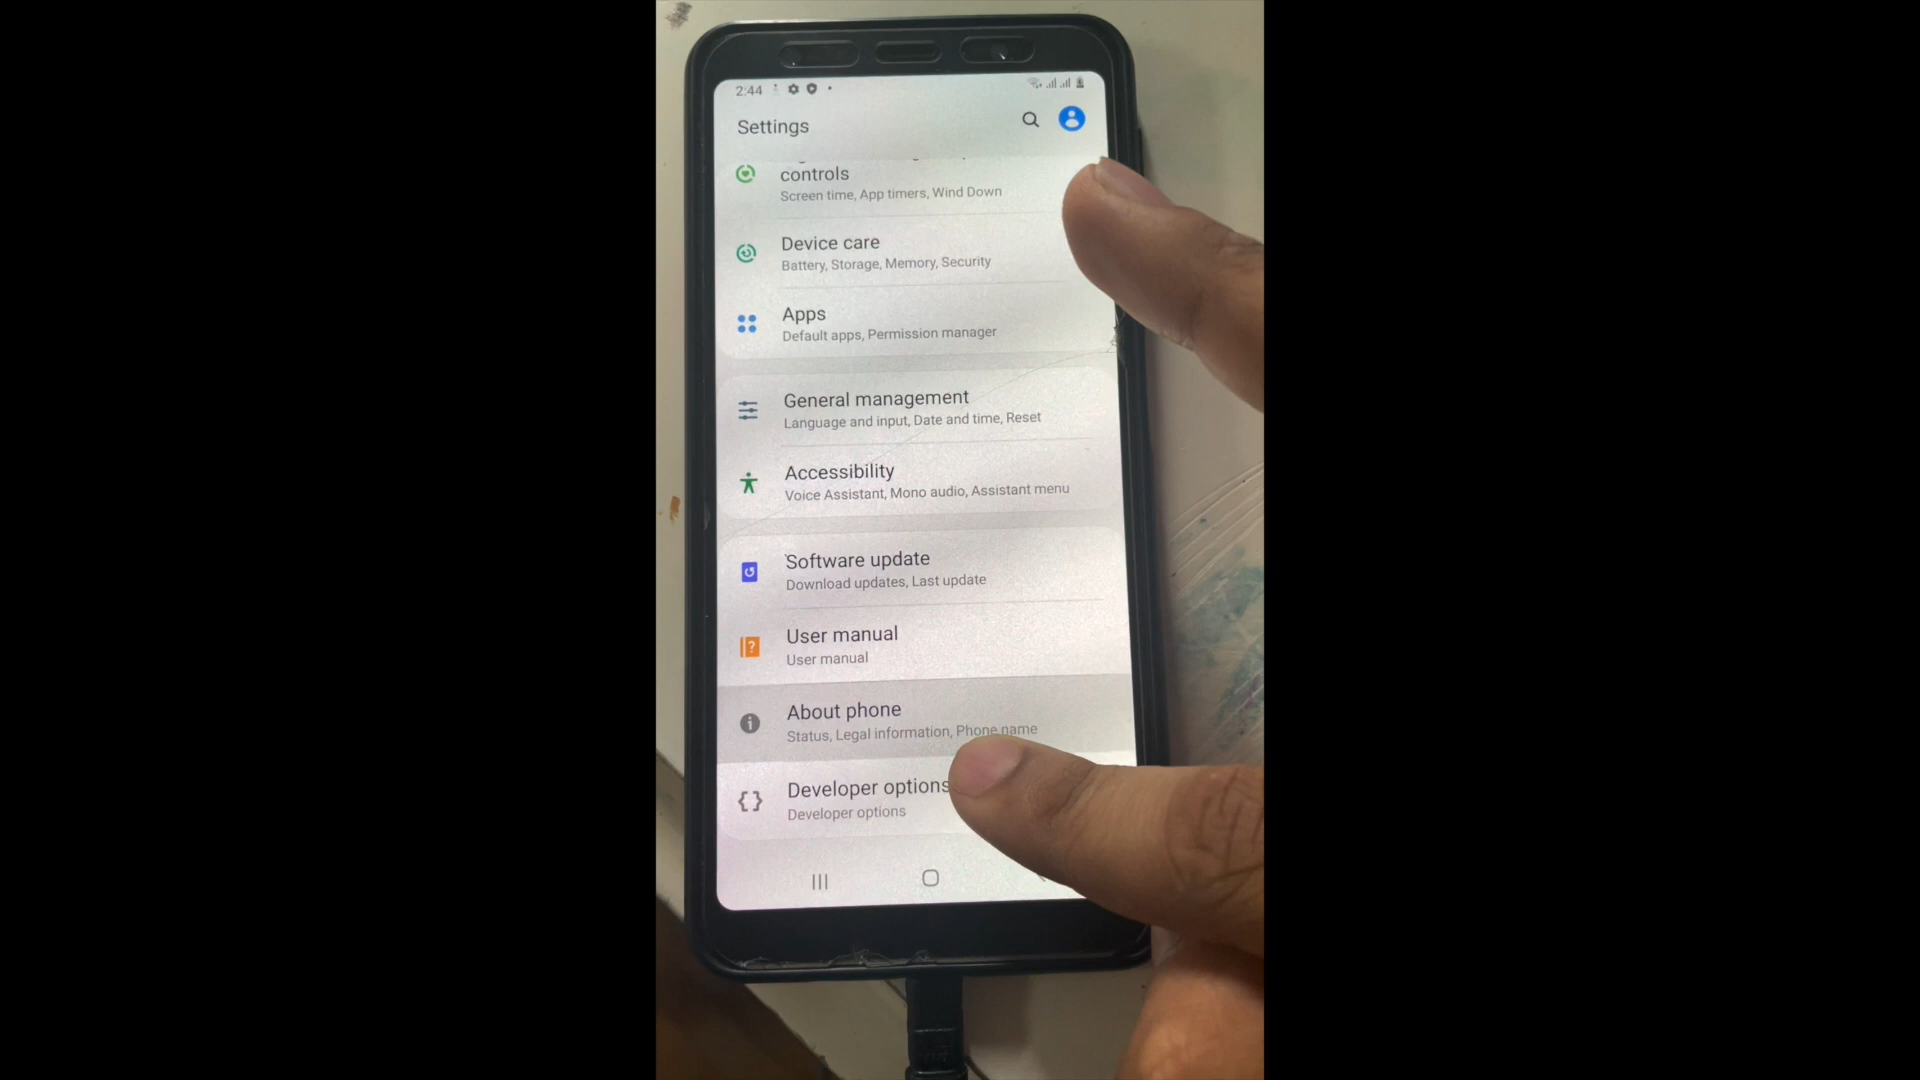 2:44
Settings
controls
Screen time, App timers, Wind Down
Device care
Battery, Storage, Memory, Security
Apps
Default apps, Permission manager
General management
Language and input, Date and time, Reset
Accessibility
Voice Assistant, Mono audio, Assistant menu
Software update
Download updates, Last update
User manual
User manual
About phone
Status, Legal information, Phone name
Developer options
Developer options